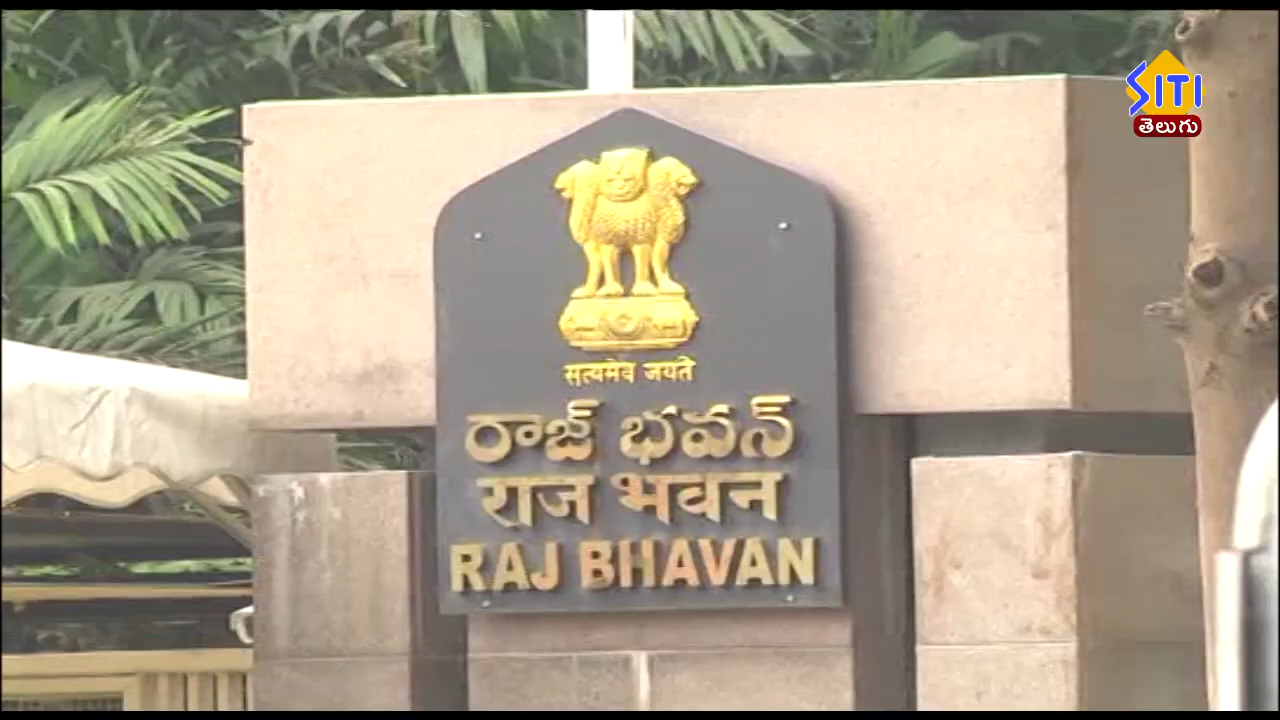 SITI
తెలుగు
सत्यमेव जयते
రాజ్ భవన్
राज भवन
RAJ BHAVAN